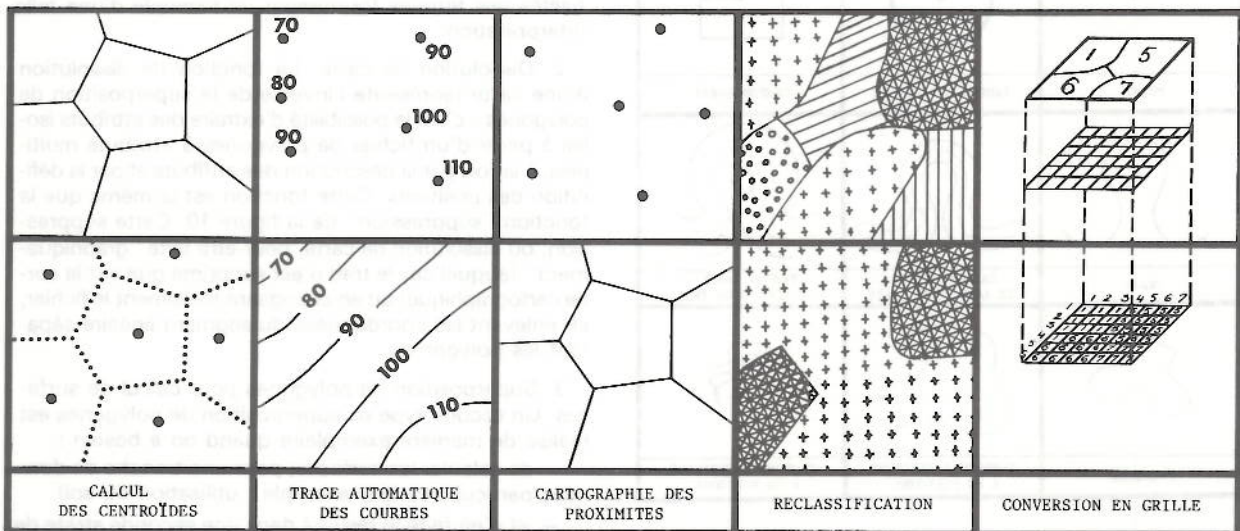 70
80
90
90
100
110
1 5
6 7
70
80
90
100
110
1 2 3 4 5 6 7
CALCUL
DES CENTROÏDES
TRACE AUTOMATIQUE
DES COURBES
CARTOGRAPHIE DES
PROXIMITES
RECLASSIFICATION
CONVERSION EN GRILLE